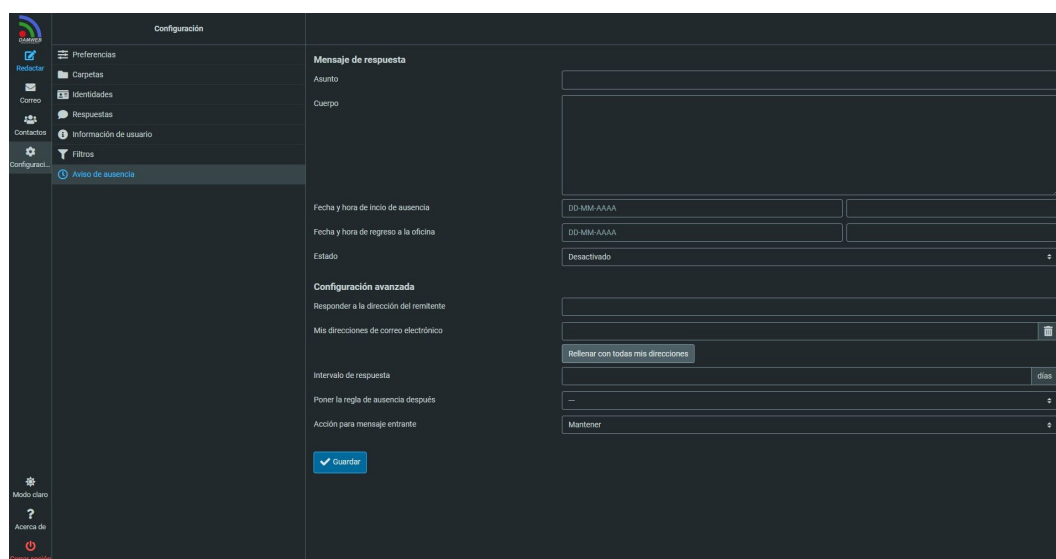 DAMWEB
Redactar
Correo
Contactos
Configuraci...
Modo claro
Acerca de
Cerrar sesión
Configuración
Preferencias
Carpetas
Identidades
Respuestas
Información de usuario
Filtros
Aviso de ausencia
Mensaje de respuesta
Asunto
Cuerpo
Fecha y hora de incio de ausencia
DD-MM-AAAA
Fecha y hora de regreso a la oficina
DD-MM-AAAA
Estado
Desactivado
Configuración avanzada
Responder a la dirección del remitente
Mis direcciones de correo electrónico
Rellenar con todas mis direcciones
Intervalo de respuesta
días
Poner la regla de ausencia después
—
Acción para mensaje entrante
Mantener
Guardar